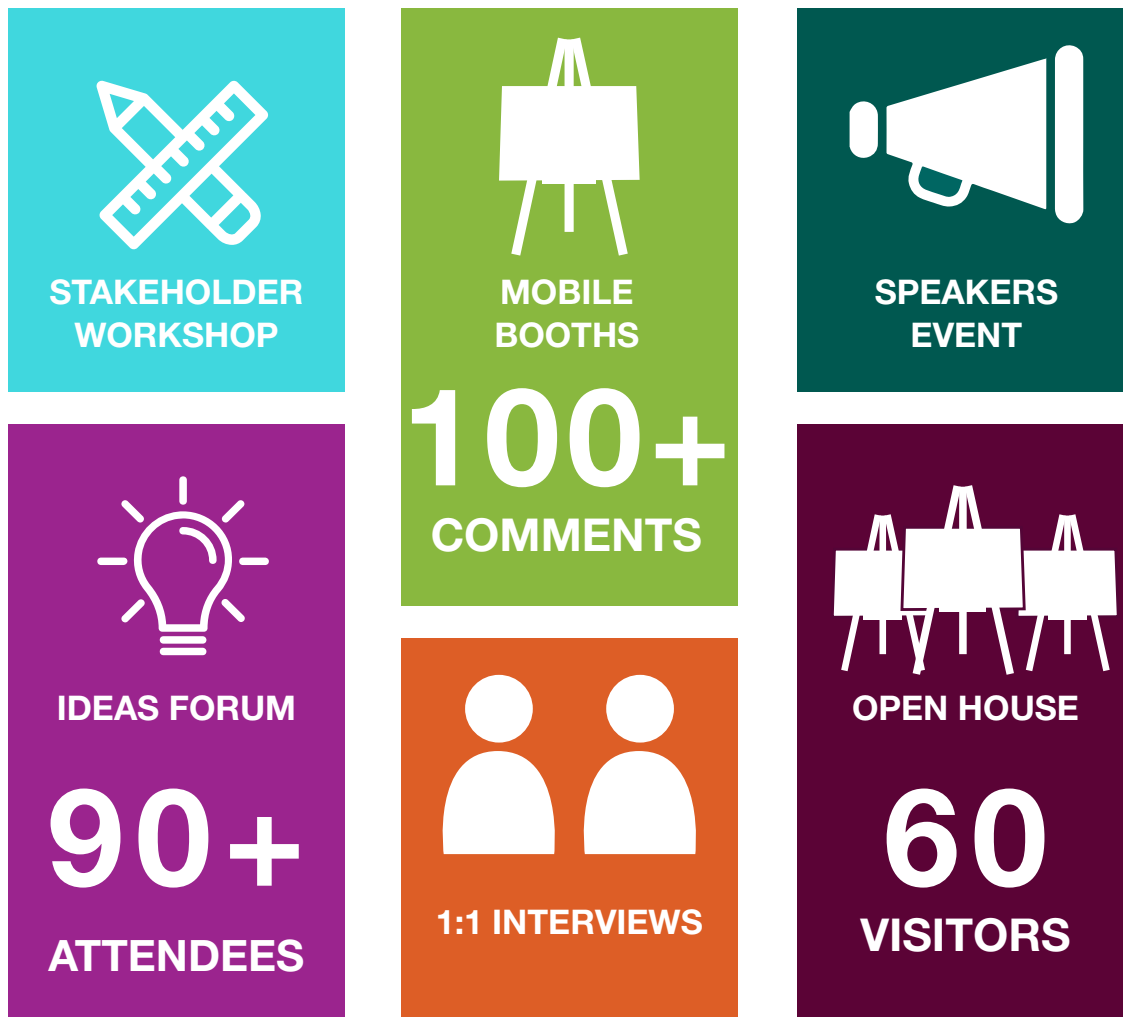 STAKEHOLDER
WORKSHOP
MOBILE
BOOTHS
100+
COMMENTS
SPEAKERS
EVENT
IDEAS FORUM
90+
ATTENDEES
1:1 INTERVIEWS
OPEN HOUSE
60
VISITORS